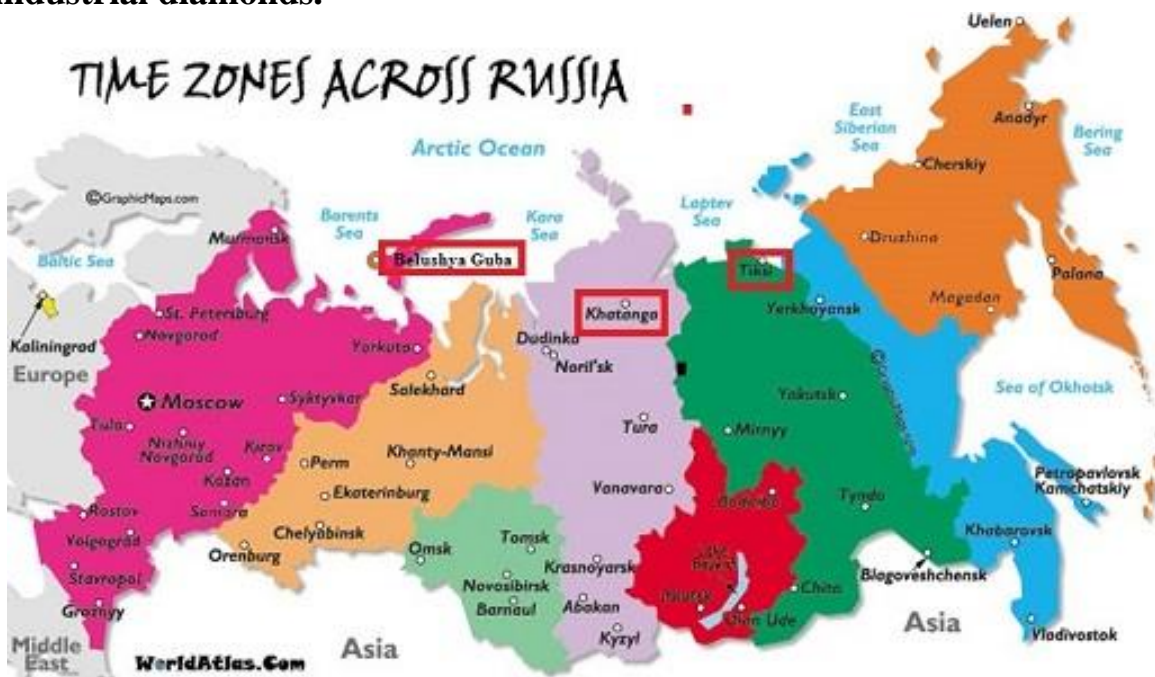 industrial diamonds.
TIME ZONES ACROSS RUSSIA
Uelen
East
Siberian
Sea
Anadyr
Bering
Sea
Arctic Ocean
Cherskiy
©GraphicMaps.com
Barents
Sea
Kara
Sea
Laptev
Sea
Murmansk
Baltic Sea
Belushya Guba
Tiksi
Druzhina
Palana
Khatanga
Verkhoyansk
Magadan
St. Petersburg
Novgorod
Kaliningrad
Europe
Vorkuta
Dudinka
Noril'sk
Salekhard
Sea of Okhotsk
Moscow
Syktyvkar
Yakutsk
Tula
Tura
Mirnyy
Nizhniy
Novgorod
Kirov
Perm
Khanty-Mansi
Kazan
Petropavlovsk
Kamchatskiy
Ekaterinburg
Vanavara
Bodaibo
Tynda
Rostov
Samara
Volgograd
Chelyabinsk
Orenburg
Omsk
Tomsk
Khabarovsk
Krasnoyarsk
Lake
Baykal
Blagoveshchensk
Stavropol
Novosibirsk
Barnaul
Abakan
Irkutsk
Chita
Groznyy
Ulan Ude
Kyzyl
Asia
Asia
Vladivostok
Middle
East
WorldAtlas.Com